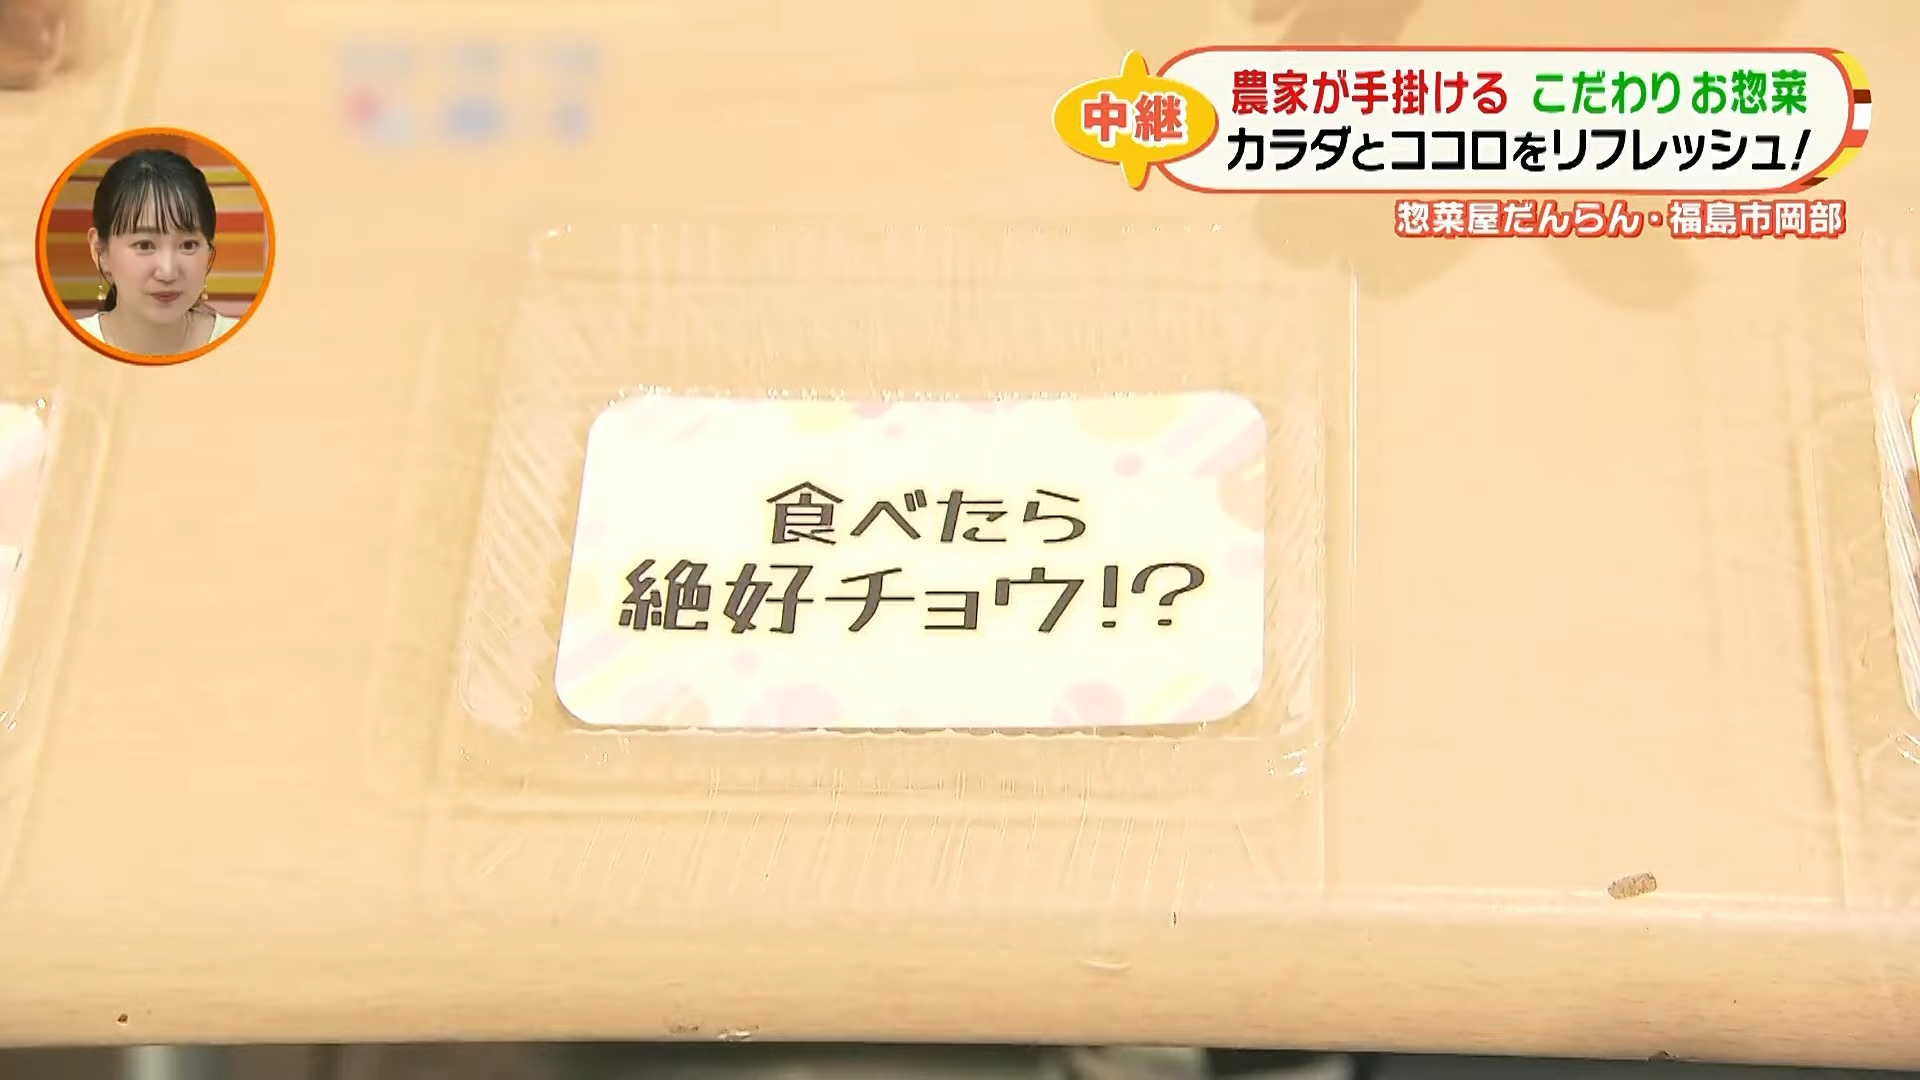 中継
農家が手掛ける こだわりお惣菜
カラダとココロをリフレッシュ!
惣菜屋だんらん・福島市岡部
食べたら
絶好チョウ!?